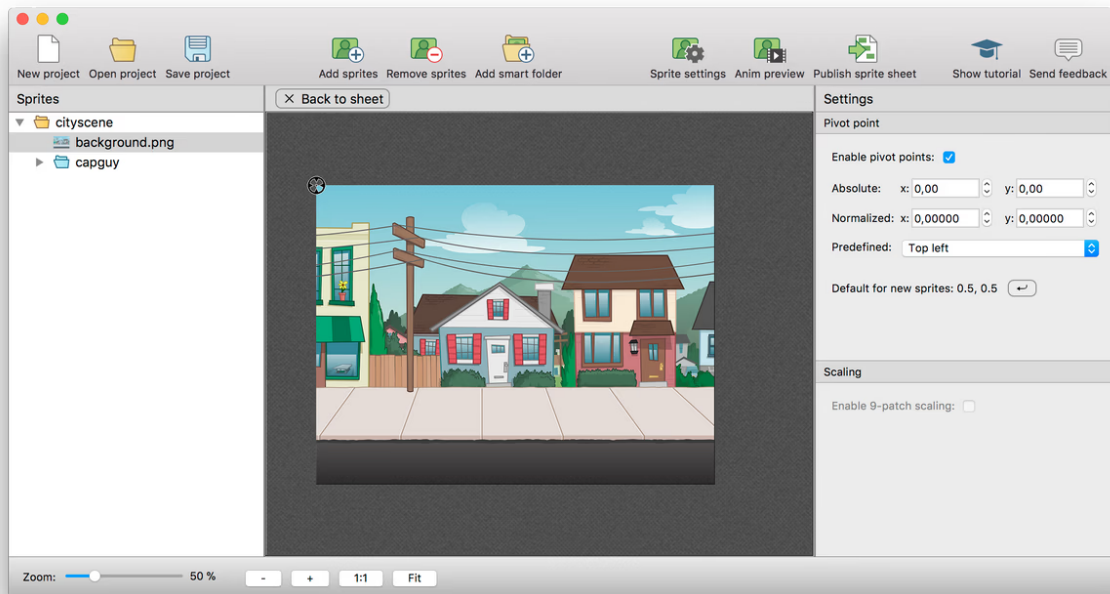 New project Open project Save project Add sprites Remove sprites Add smart folder Sprite settings Anim preview Publish sprite sheet Show tutorial Send feedback
Sprites
Back to sheet
Settings
cityscene
background.png
capguy
Pivot point
Enable pivot points:
Absolute: x: 0,00 y: 0,00
Normalized: x: 0,00000 y: 0,00000
Predefined: Top left
Default for new sprites: 0.5, 0.5
Scaling
Enable 9-patch scaling:
Zoom: 50 % - + 1:1 Fit